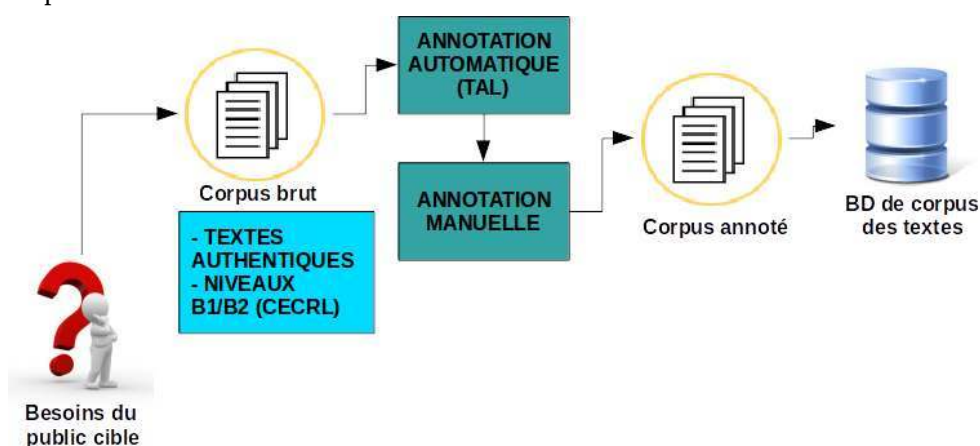 ANNOTATION
AUTOMATIQUE
(TAL)
Corpus brut
- TEXTES
AUTHENTIQUES
- NIVEAUX
B1/B2 (CECRL)
ANNOTATION
MANUELLE
Corpus annoté
BD de corpus
des textes
Besoins du
public cible